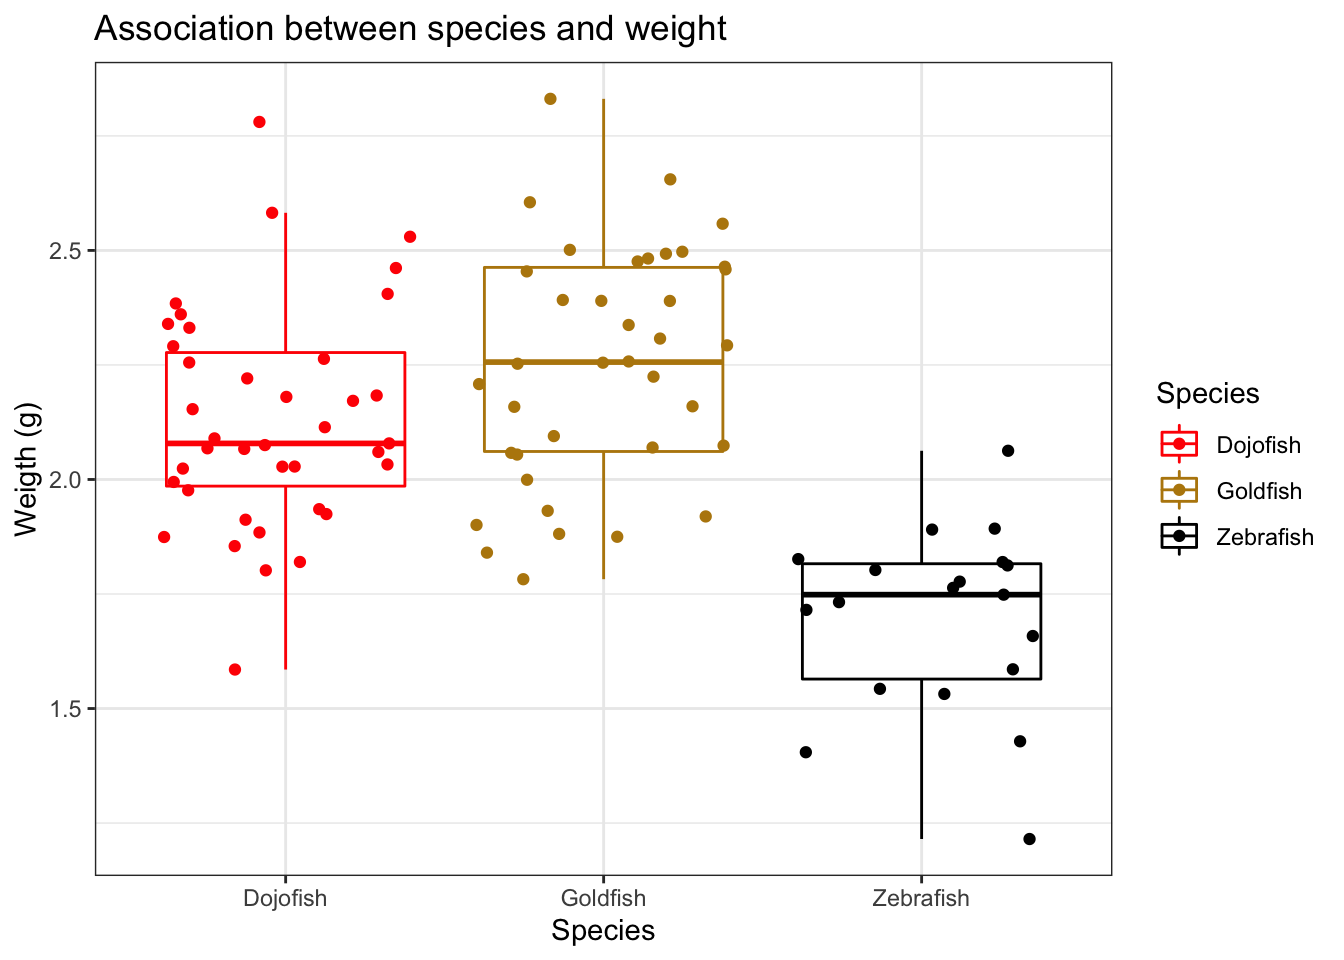 Association between species and weight
Weigth (g)
2.5
2.0
1.5
Dojofish
Goldfish
Zebrafish
Species
Species
Dojofish
Goldfish
Zebrafish